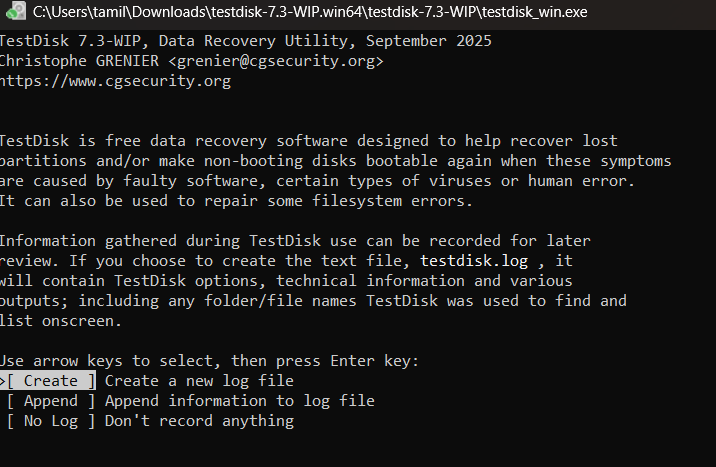 C:\Users\tamil\Downloads\testdisk-7.3-WIP.win64\testdisk-7.3-WIP\testdisk_win.exe
TestDisk 7.3-WIP, Data Recovery Utility, September 2025
Christophe GRENIER <grenier@cgsecurity.org>
https://www.cgsecurity.org
TestDisk is free data recovery software designed to help recover lost
partitions and/or make non-booting disks bootable again when these symptoms
are caused by faulty software, certain types of viruses or human error.
It can also be used to repair some filesystem errors.
Information gathered during TestDisk use can be recorded for later
review. If you choose to create the text file, testdisk.log , it
will contain TestDisk options, technical information and various
outputs; including any folder/file names TestDisk was used to find and
list onscreen.
Use arrow keys to select, then press Enter key:
>[ Create ] Create a new log file
[ Append ] Append information to log file
[ No Log ] Don't record anything